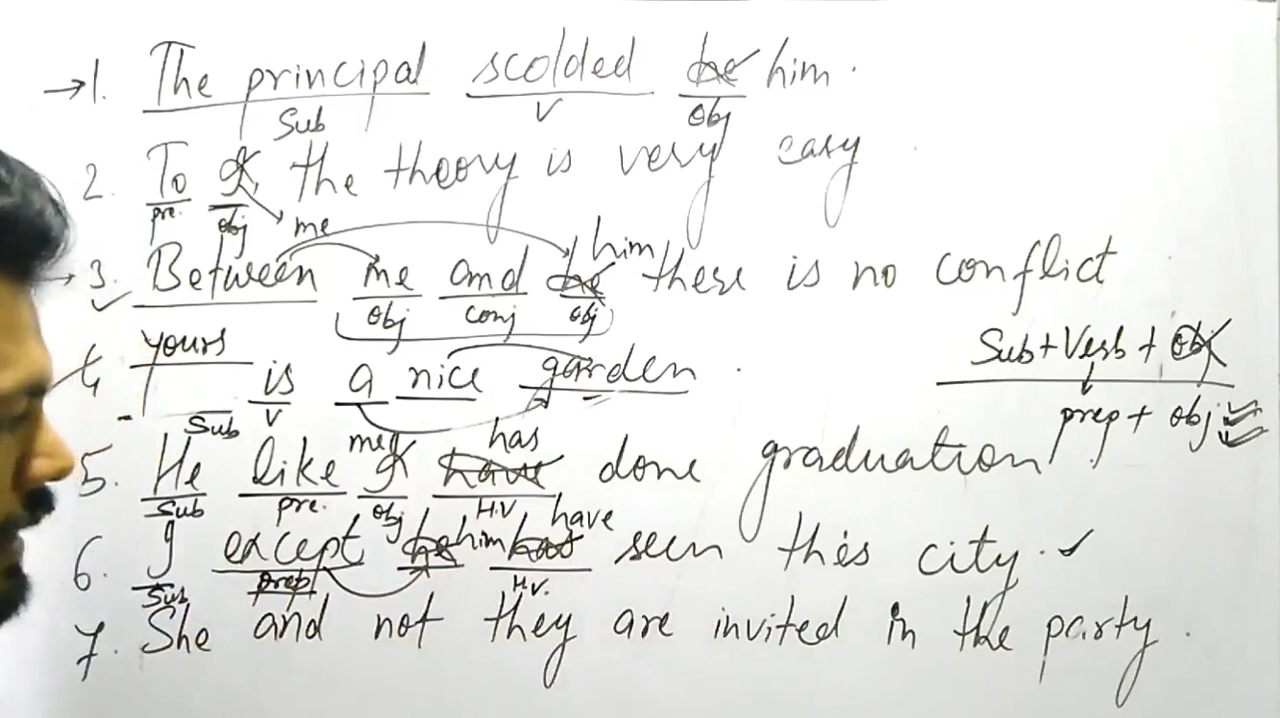 →1. The principal scolded he him.
Sub V Obj
2. To I, the theory is very easy
pre. obj me
him
→3. Between me and he there is no conflict
obj conj obj
yours
4. is a nice garden.
Sub V
Sub + Verb + Obj
prep + obj
me has
5. He like I have done graduation
Sub pre. obj H.V
have
6. I except he him has seen this city.
Sub prep H.V.
7. She and not they are invited in the party.